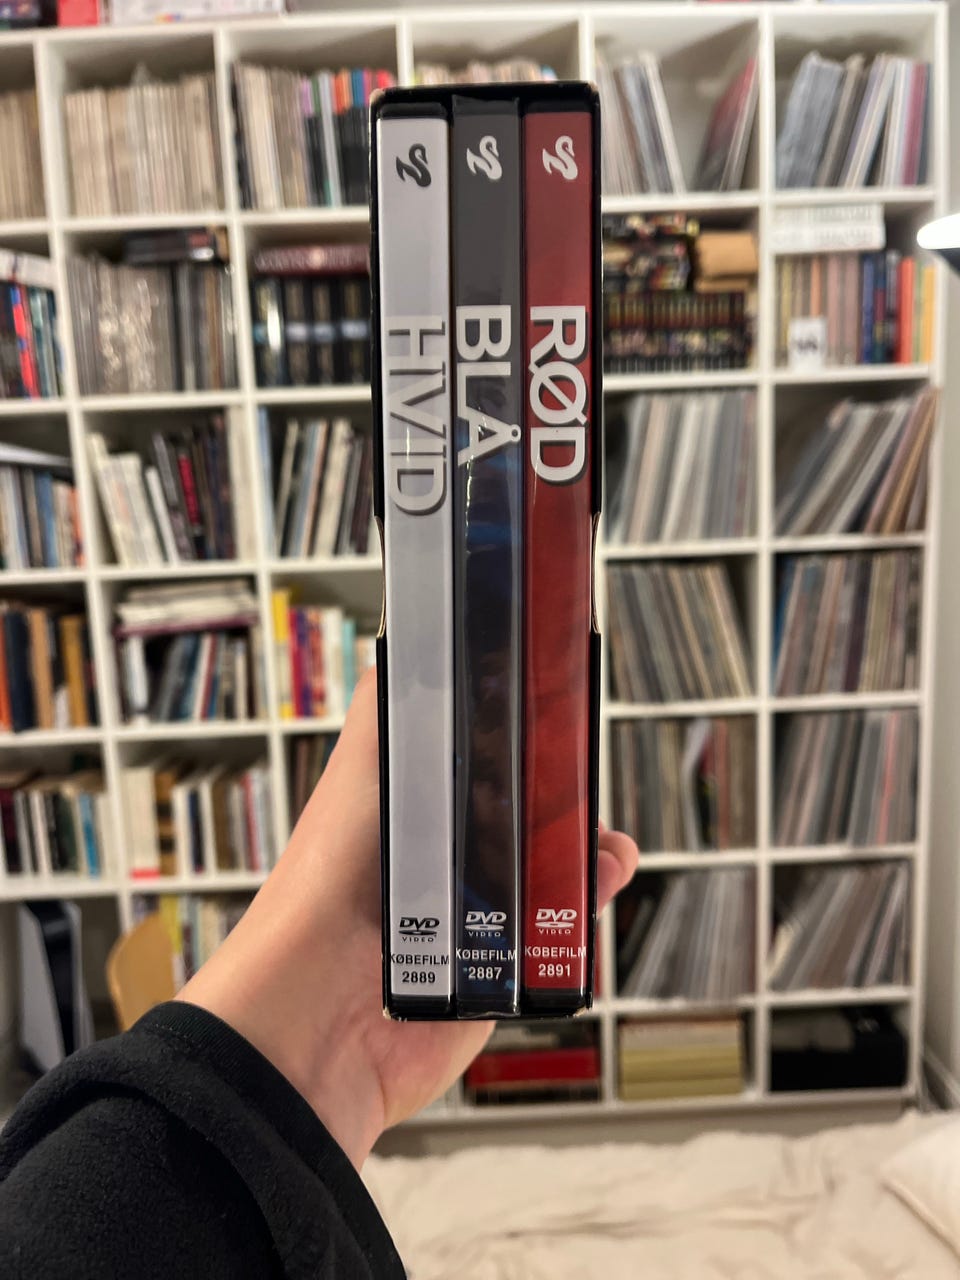 HVID
DVD
VIDEO
KØBEFILM
2889
BLÅ
DVD
VIDEO
KØBEFILM
2887
RØD
DVD
VIDEO
KØBEFILM
2891